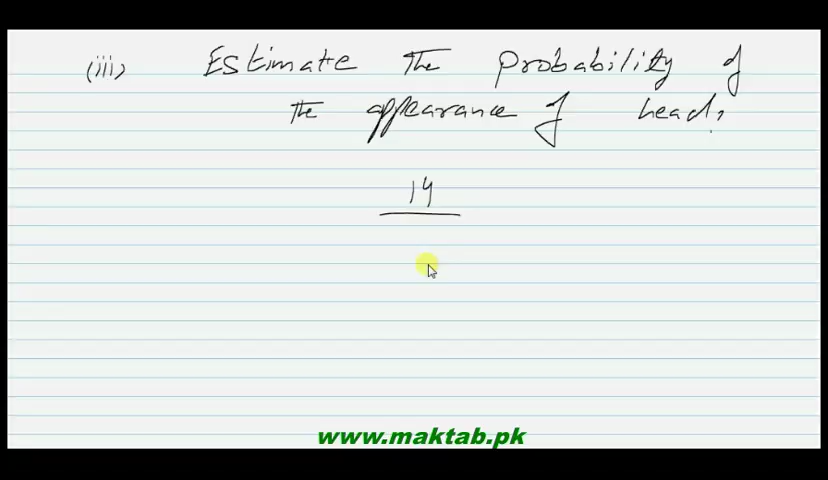 (iii) Estimate the probability of
the appearance of head?
14
www.maktab.pk